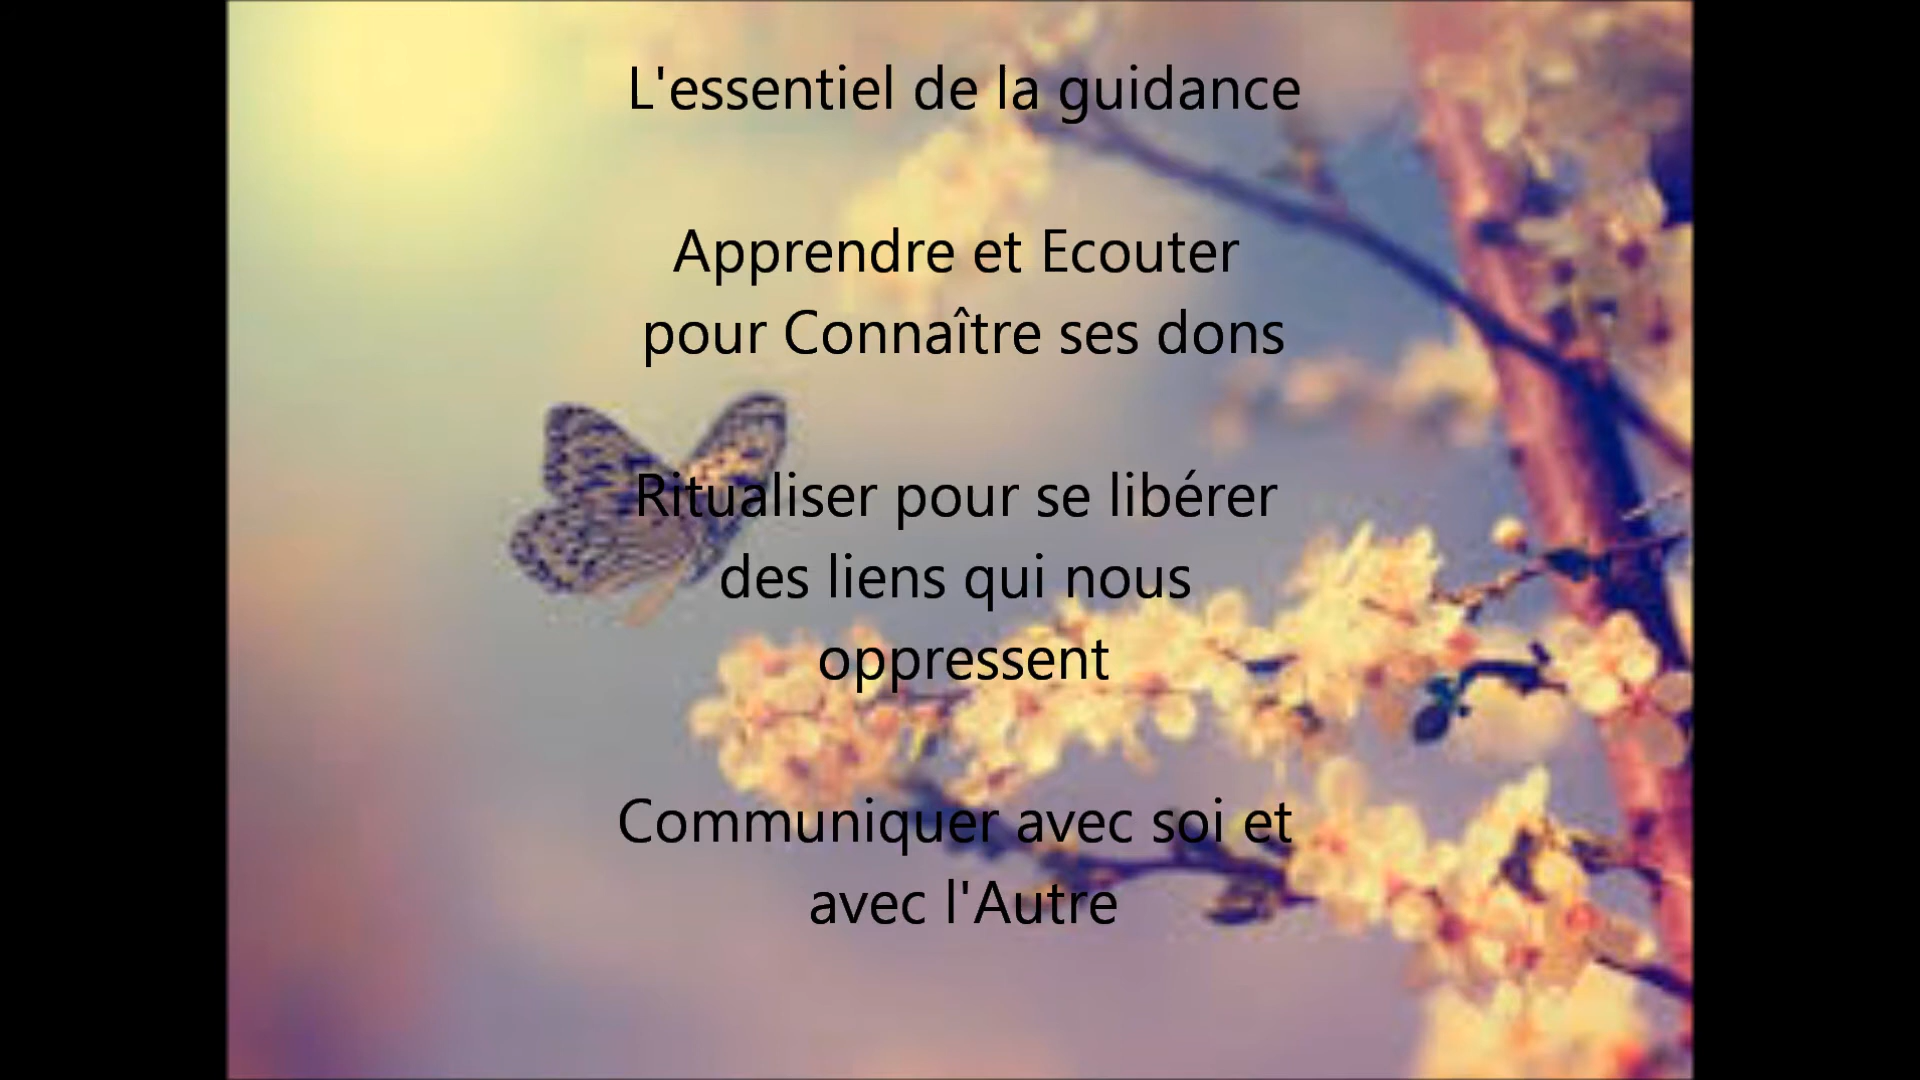 L'essentiel de la guidance
Apprendre et Ecouter
pour Connaître ses dons
Ritualiser pour se libérer
des liens qui nous
oppressent
Communiquer avec soi et
avec l'Autre